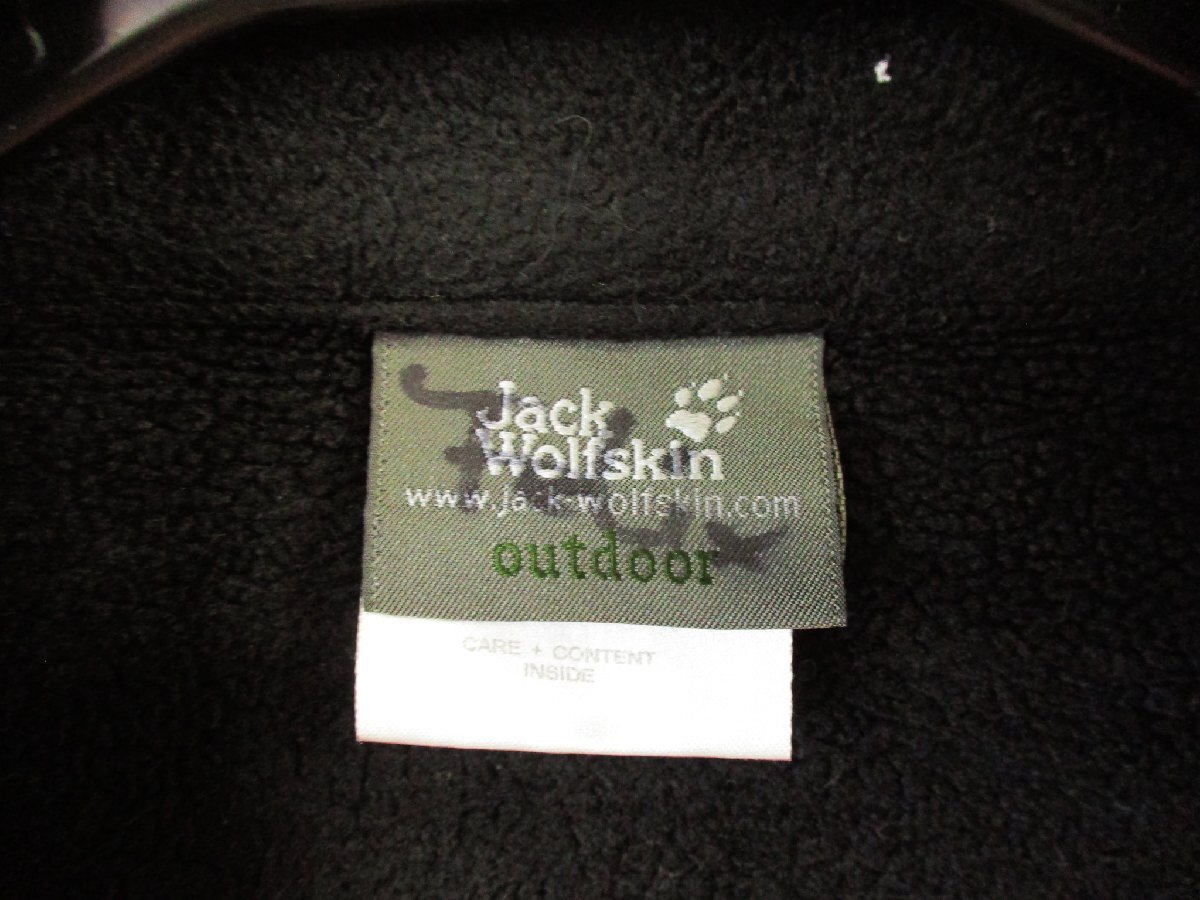 Jack
Wolfskin
www.jack-wolfskin.com
outdoor
CARE + CONTENT
INSIDE